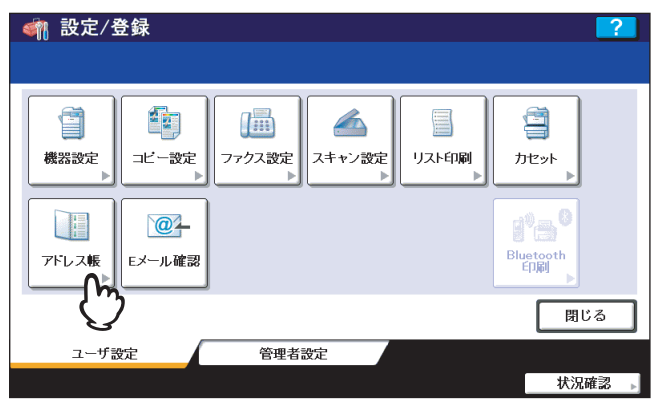 設定/登録
?
機器設定
コピー設定
ファクス設定
スキャン設定
リスト印刷
カセット
アドレス帳
@
Eメール確認
Bluetooth
印刷
閉じる
ユーザ設定
管理者設定
状況確認